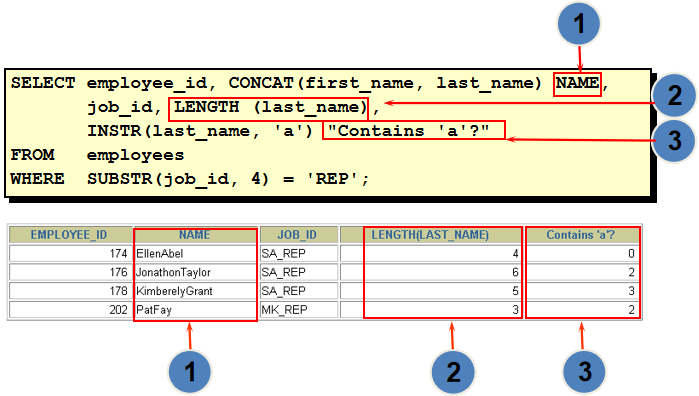 1
SELECT employee_id, CONCAT(first_name, last_name) NAME,
job_id, LENGTH (last_name),
2
INSTR(last_name, 'a') "Contains 'a'?"
3
FROM employees
WHERE SUBSTR(job_id, 4) = 'REP';
EMPLOYEE_ID NAME JOB_ID LENGTH(LAST_NAME) Contains 'a'?
174 EllenAbel SA_REP 4 0
176 JonathonTaylor SA_REP 6 2
178 KimberelyGrant SA_REP 5 3
202 PatFay MK_REP 3 2
1 2 3